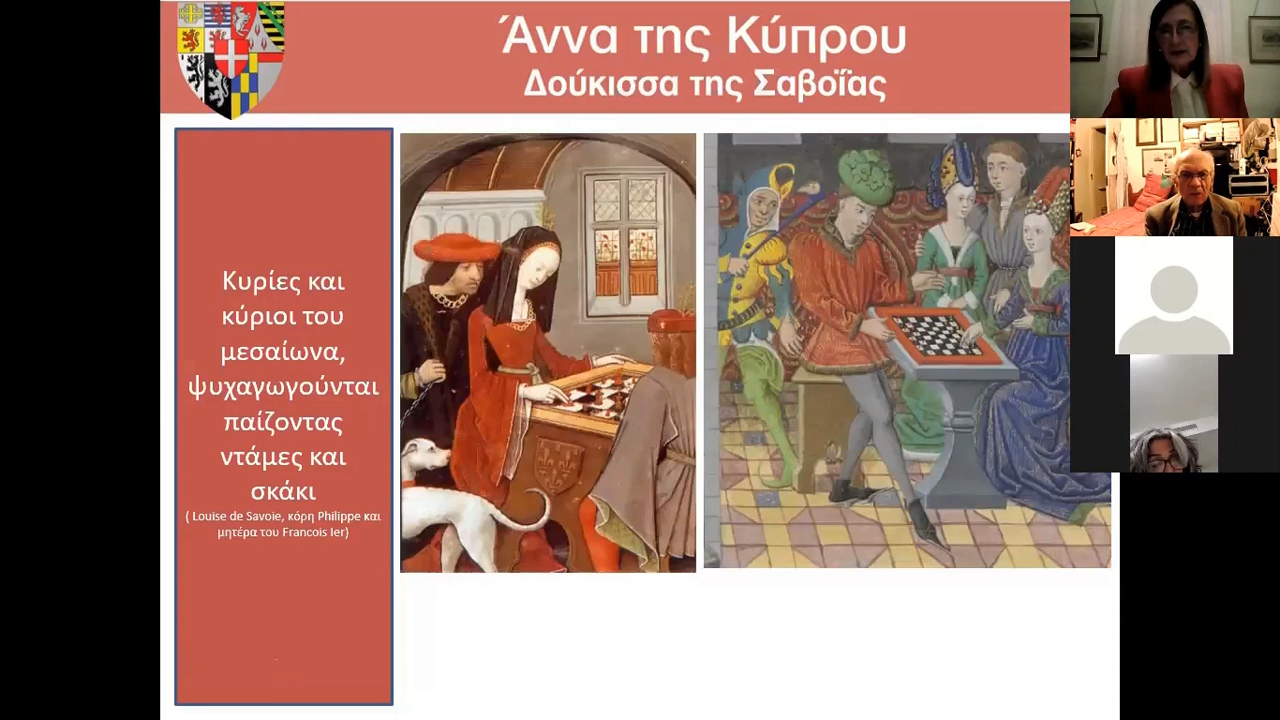 Άννα της Κύπρου
Δούκισσα της Σαβοΐας
Κυρίες και
κύριοι του
μεσαίωνα,
ψυχαγωγούνται
παίζοντας
ντάμες και
σκάκι
( Louise de Savoie, κόρη Philippe και
μητέρα του Francois Ier)